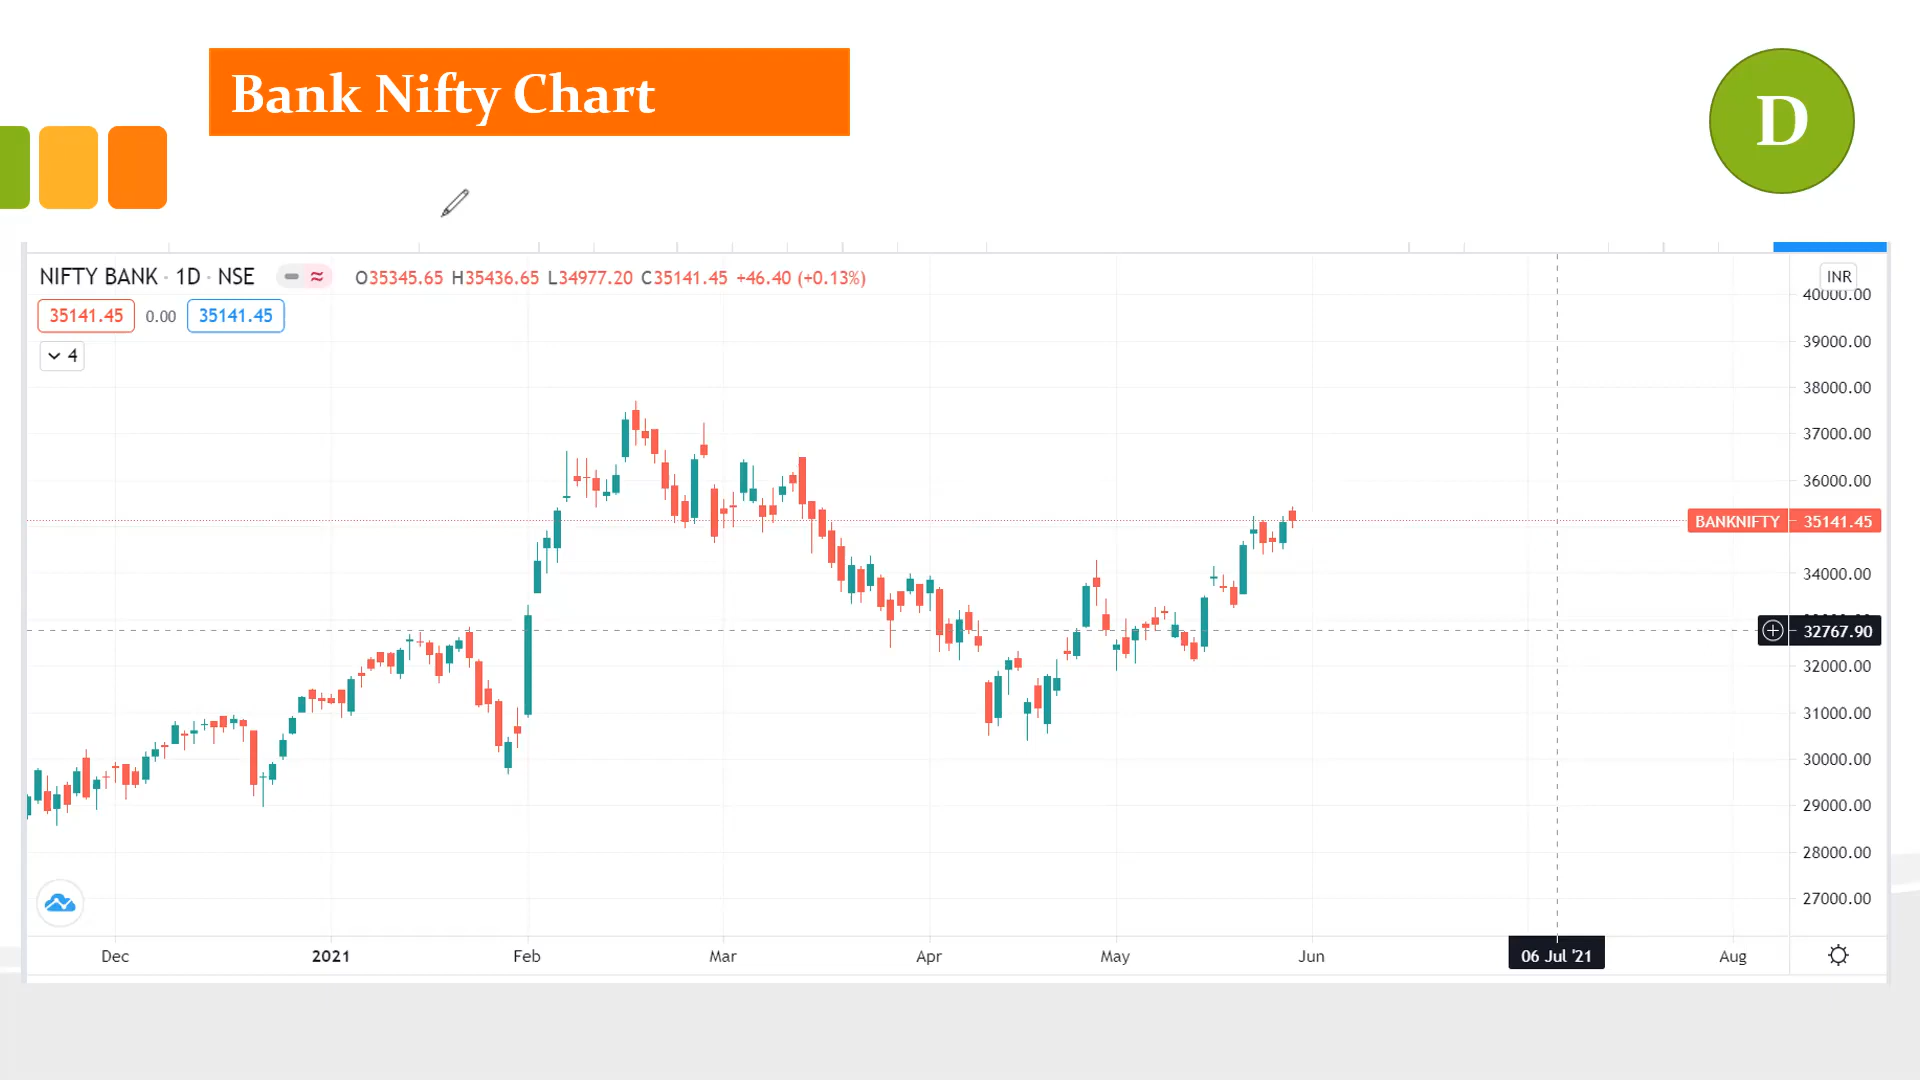 Bank Nifty Chart
D
NIFTY BANK · 1D · NSE
O35345.65 H35436.65 L34977.20 C35141.45 +46.40 (+0.13%)
INR
35141.45 0.00 35141.45
4
40000.00
39000.00
38000.00
37000.00
36000.00
BANKNIFTY 35141.45
34000.00
32767.90
32000.00
31000.00
30000.00
29000.00
28000.00
27000.00
Dec 2021 Feb Mar Apr May Jun 06 Jul '21 Aug